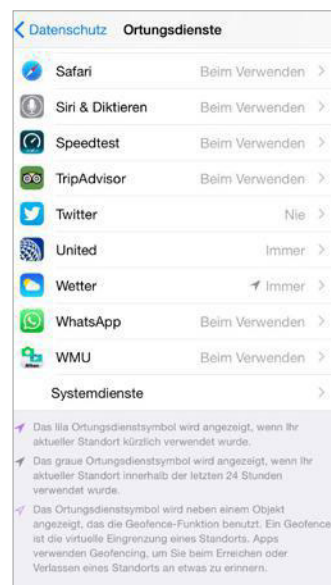 Datenschutz Ortungsdienste
Safari Beim Verwenden
Siri & Diktieren Beim Verwenden
Speedtest Beim Verwenden
TripAdvisor Beim Verwenden
Twitter Nie
United Immer
Wetter Immer
WhatsApp Beim Verwenden
WMU Beim Verwenden
Systemdienste
Das lila Ortungsdienstsymbol wird angezeigt, wenn Ihr
aktueller Standort kürzlich verwendet wurde.
Das graue Ortungsdienstsymbol wird angezeigt, wenn Ihr
aktueller Standort innerhalb der letzten 24 Stunden
verwendet wurde.
Das Ortungsdienstsymbol wird neben einem Objekt
angezeigt, das die Geofence-Funktion benutzt. Ein Geofence
ist die virtuelle Eingrenzung eines Standorts. Apps
verwenden Geofencing, um Sie beim Erreichen oder
Verlassen eines Standorts an etwas zu erinnern.